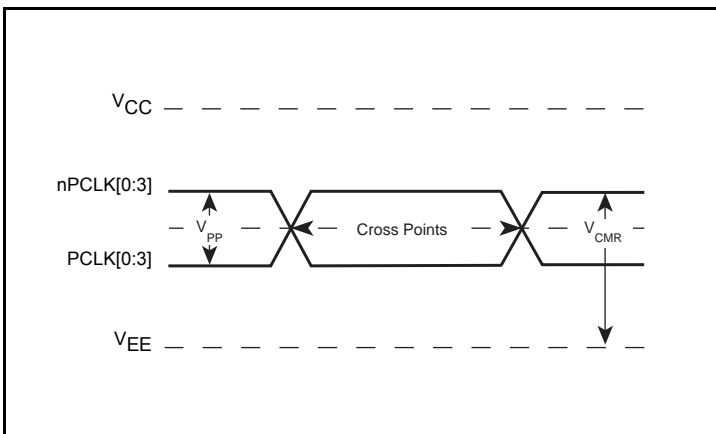 VCC
nPCLK[0:3]
VPP
Cross Points
VCMR
PCLK[0:3]
VEE